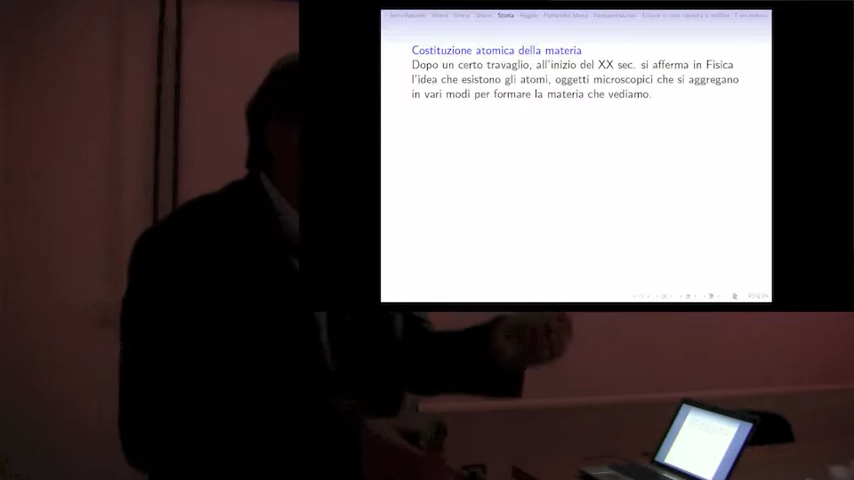 Storia
Costituzione atomica della materia
Dopo un certo travaglio, all'inizio del XX sec. si afferma in Fisica
l'idea che esistono gli atomi, oggetti microscopici che si aggregano
in vari modi per formare la materia che vediamo.